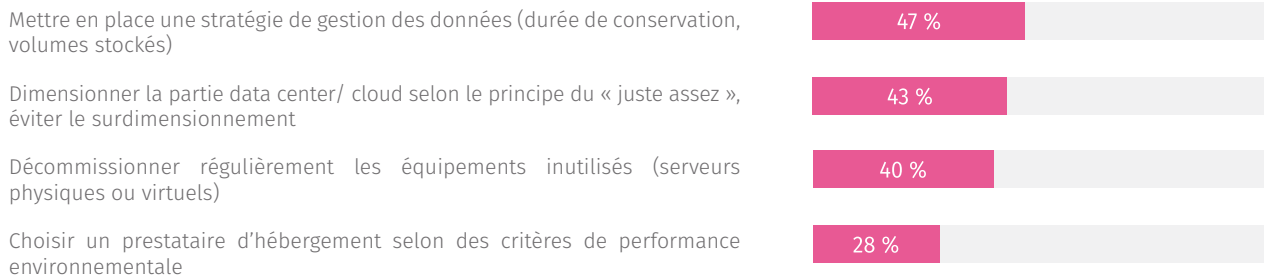 Mettre en place une stratégie de gestion des données (durée de conservation,
volumes stockés)
47 %
Dimensionner la partie data center/ cloud selon le principe du « juste assez »,
éviter le surdimensionnement
43 %
Décommissionner régulièrement les équipements inutilisés (serveurs
physiques ou virtuels)
40 %
Choisir un prestataire d’hébergement selon des critères de performance
environnementale
28 %